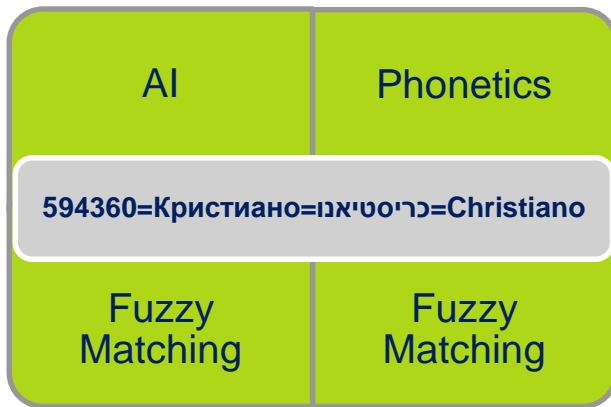 AI
Phonetics
594360=Кристиано=כריסטיאנו=Christiano
Fuzzy
Matching
Fuzzy
Matching